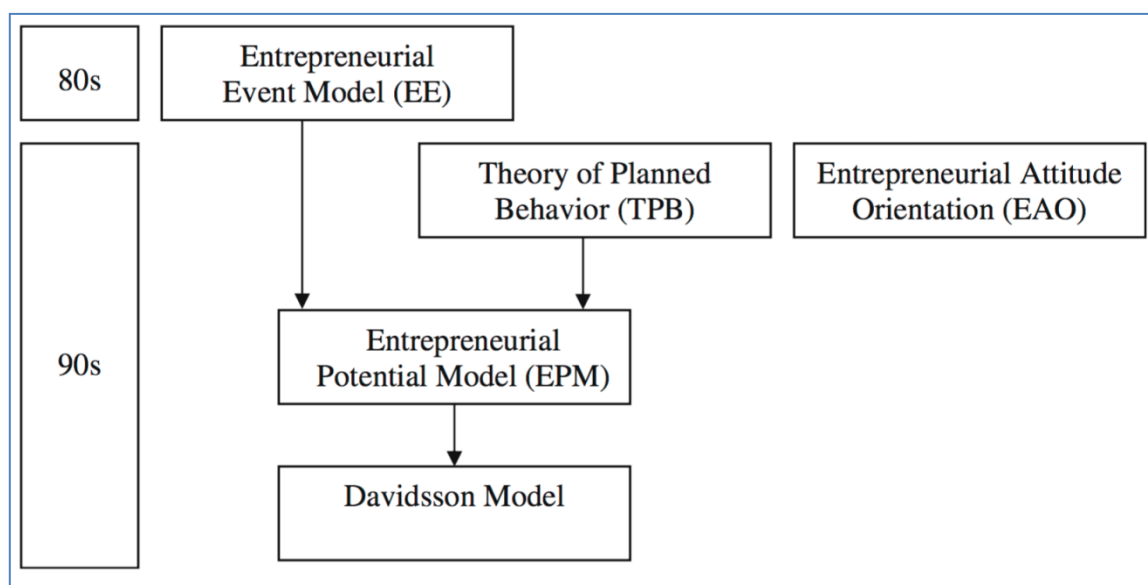 80s
Entrepreneurial
Event Model (EE)
90s
Theory of Planned
Behavior (TPB)
Entrepreneurial Attitude
Orientation (EAO)
Entrepreneurial
Potential Model (EPM)
Davidsson Model